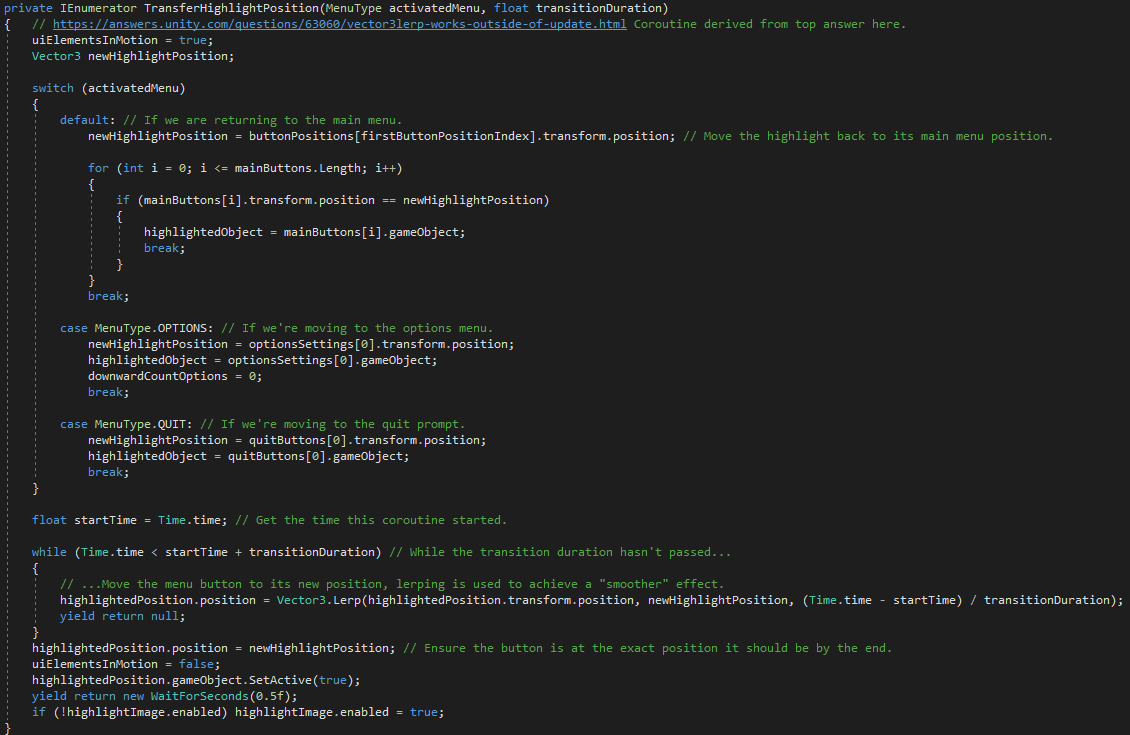 private IEnumerator TransferHighlightPosition(MenuType activatedMenu, float transitionDuration)
{ // https://answers.unity.com/questions/63060/vector3lerp-works-outside-of-update.html Coroutine derived from top answer here.
uiElementsInMotion = true;
Vector3 newHighlightPosition;
switch (activatedMenu)
{
default: // If we are returning to the main menu.
newHighlightPosition = buttonPositions[firstButtonPositionIndex].transform.position; // Move the highlight back to its main menu position.
for (int i = 0; i <= mainButtons.Length; i++)
{
if (mainButtons[i].transform.position == newHighlightPosition)
{
highlightedObject = mainButtons[i].gameObject;
break;
}
}
break;
case MenuType.OPTIONS: // If we're moving to the options menu.
newHighlightPosition = optionsSettings[0].transform.position;
highlightedObject = optionsSettings[0].gameObject;
downwardCountOptions = 0;
break;
case MenuType.QUIT: // If we're moving to the quit prompt.
newHighlightPosition = quitButtons[0].transform.position;
highlightedObject = quitButtons[0].gameObject;
break;
}
float startTime = Time.time; // Get the time this coroutine started.
while (Time.time < startTime + transitionDuration) // While the transition duration hasn't passed...
{
// ...Move the menu button to its new position, lerping is used to achieve a "smoother" effect.
highlightedPosition.position = Vector3.Lerp(highlightedPosition.transform.position, newHighlightPosition, (Time.time - startTime) / transitionDuration);
yield return null;
}
highlightedPosition.position = newHighlightPosition; // Ensure the button is at the exact position it should be by the end.
uiElementsInMotion = false;
highlightedPosition.gameObject.SetActive(true);
yield return new WaitForSeconds(0.5f);
if (!highlightImage.enabled) highlightImage.enabled = true;
}